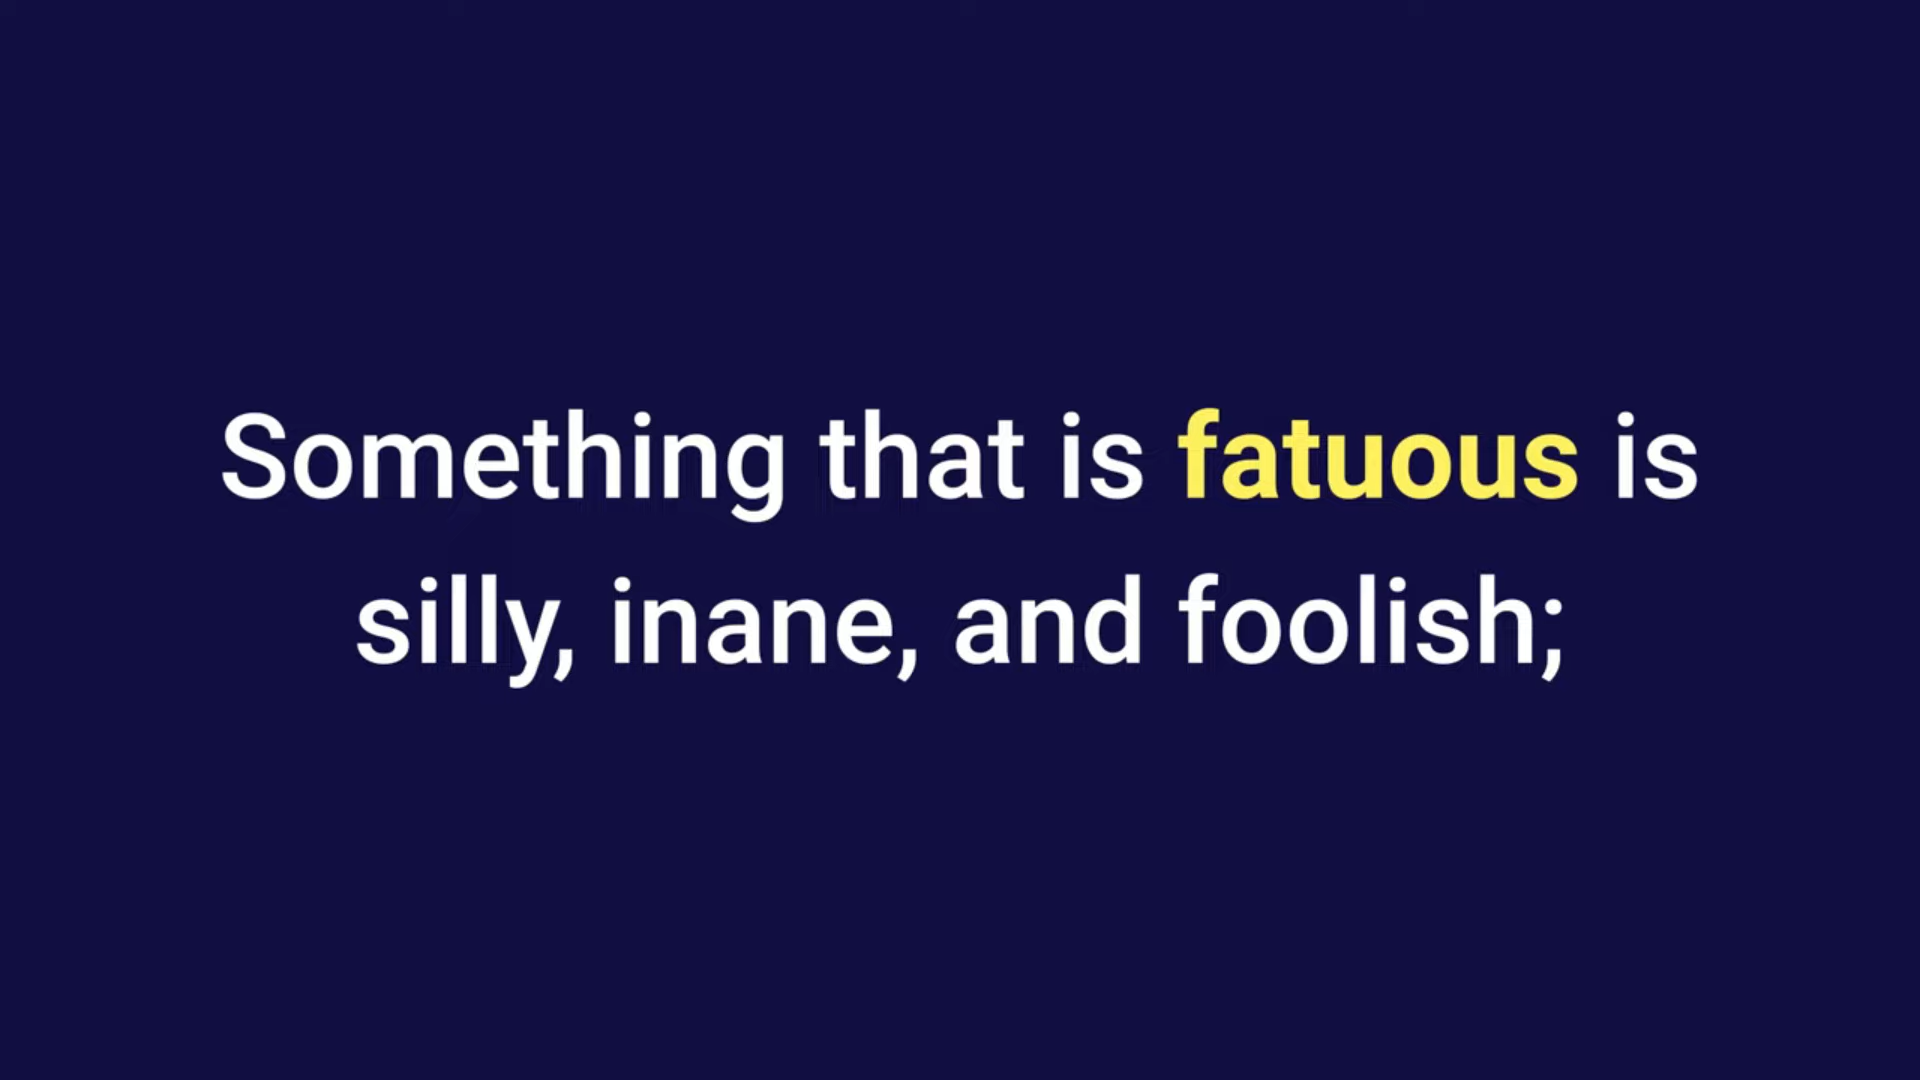 Something that is fatuous is
silly, inane, and foolish;